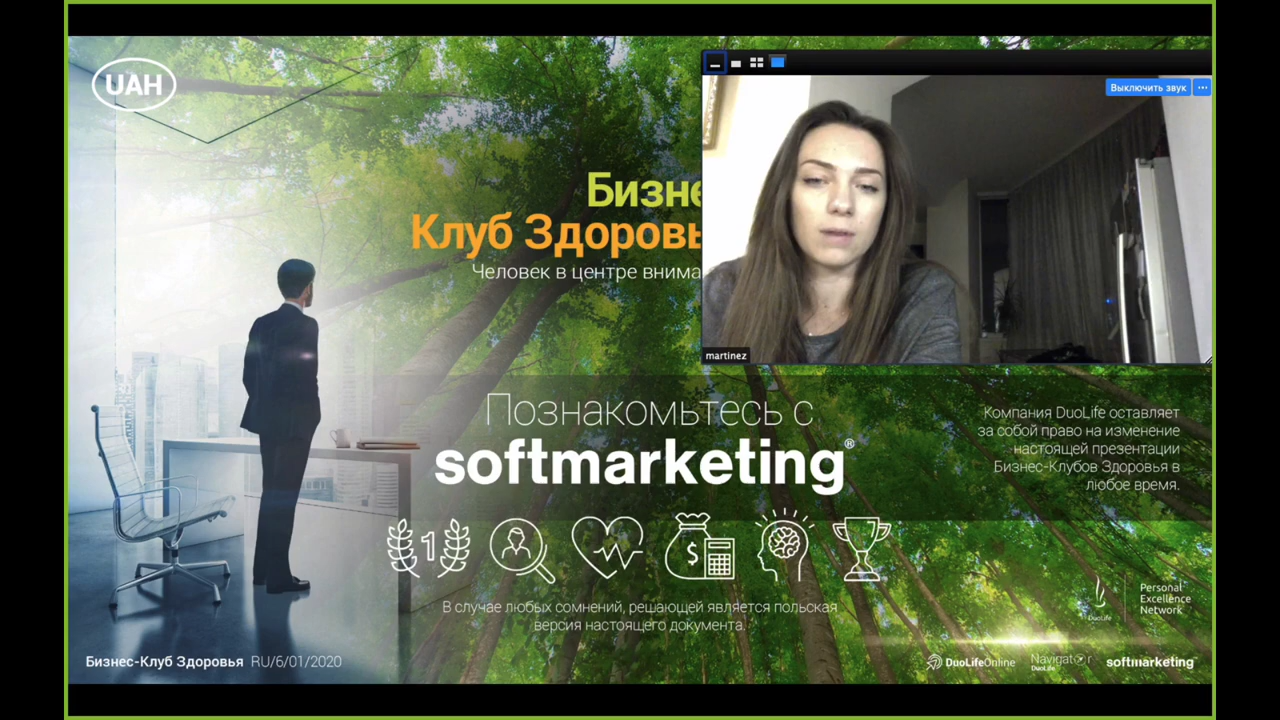 UAH
Бизне
Клуб Здоровь
Человек в центре внима
Выключить звук
martinez
Познакомьтесь с
softmarketing®
Компания DuoLife оставляет
за собой право на изменение
настоящей презентации
Бизнес-Клубов Здоровья в
любое время.
1
$
В случае любых сомнений, решающей является польская
версия настоящего документа.
DuoLife
Personal
Excellence
Network
Бизнес-Клуб Здоровья RU/6/01/2020
DuoLifeOnline
Navigator
DuoLife
softmarketing